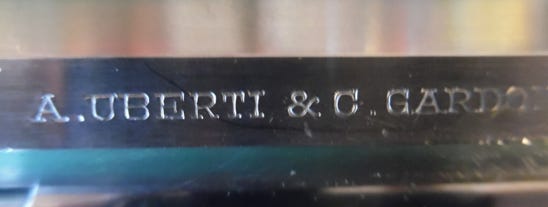 A. UBERTI & C. GARDO